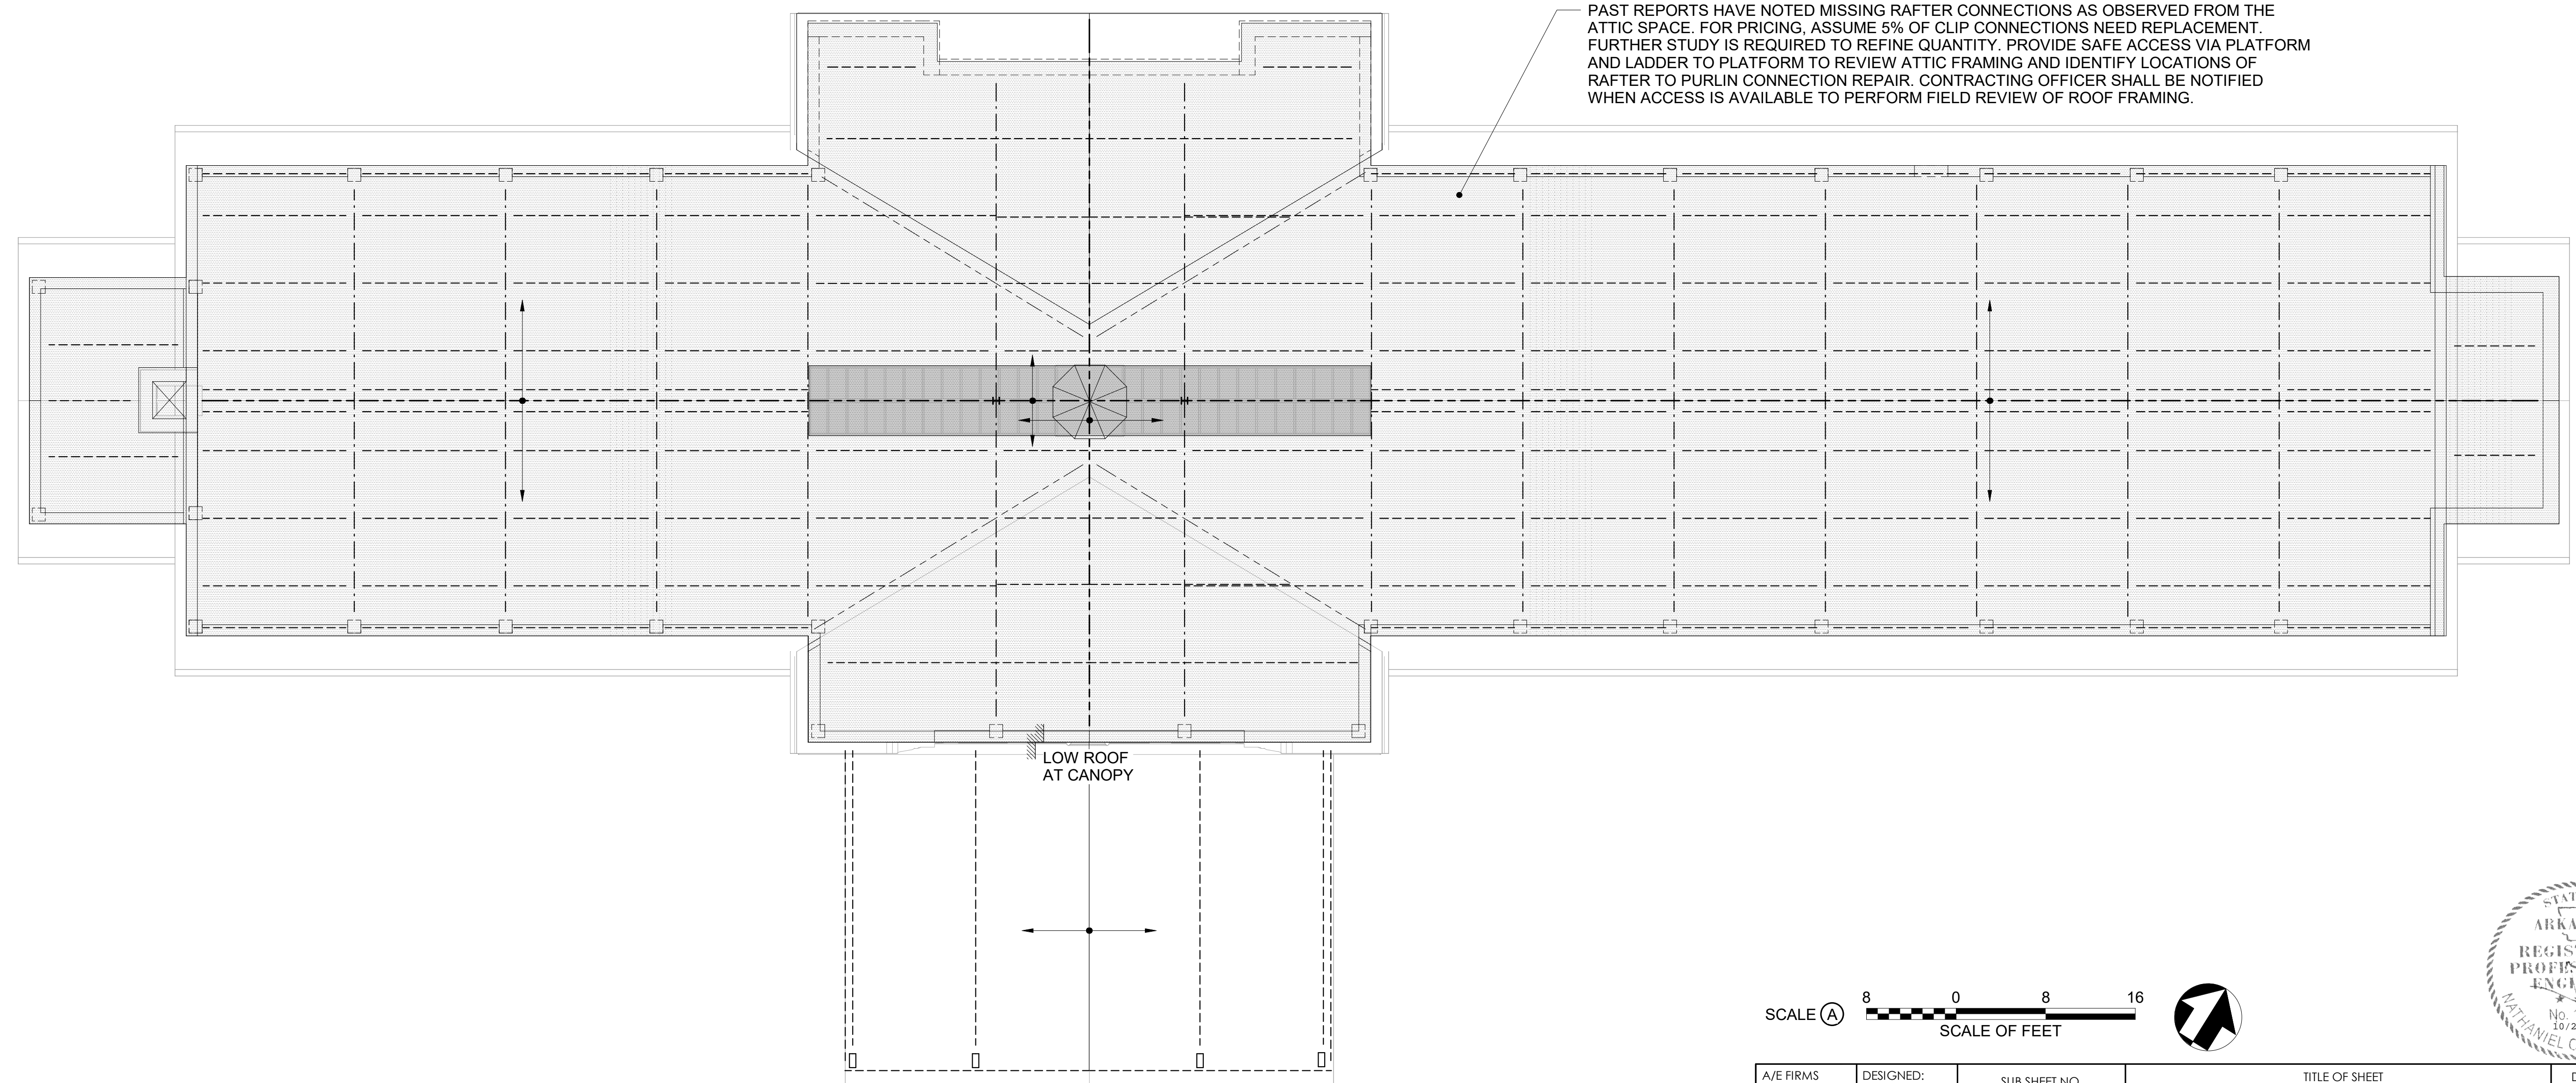 PAST REPORTS HAVE NOTED MISSING RAFTER CONNECTIONS AS OBSERVED FROM THE
ATTIC SPACE. FOR PRICING, ASSUME 5% OF CLIP CONNECTIONS NEED REPLACEMENT.
FURTHER STUDY IS REQUIRED TO REFINE QUANTITY. PROVIDE SAFE ACCESS VIA PLATFORM
AND LADDER TO PLATFORM TO REVIEW ATTIC FRAMING AND IDENTIFY LOCATIONS OF
RAFTER TO PURLIN CONNECTION REPAIR. CONTRACTING OFFICER SHALL BE NOTIFIED
WHEN ACCESS IS AVAILABLE TO PERFORM FIELD REVIEW OF ROOF FRAMING.
LOW ROOF
AT CANOPY
SCALE A
8 0 8 16
SCALE OF FEET
No.
NATHANIEL
A/E FIRMS
DESIGNED:
SUB SHEET NO.
TITLE OF SHEET